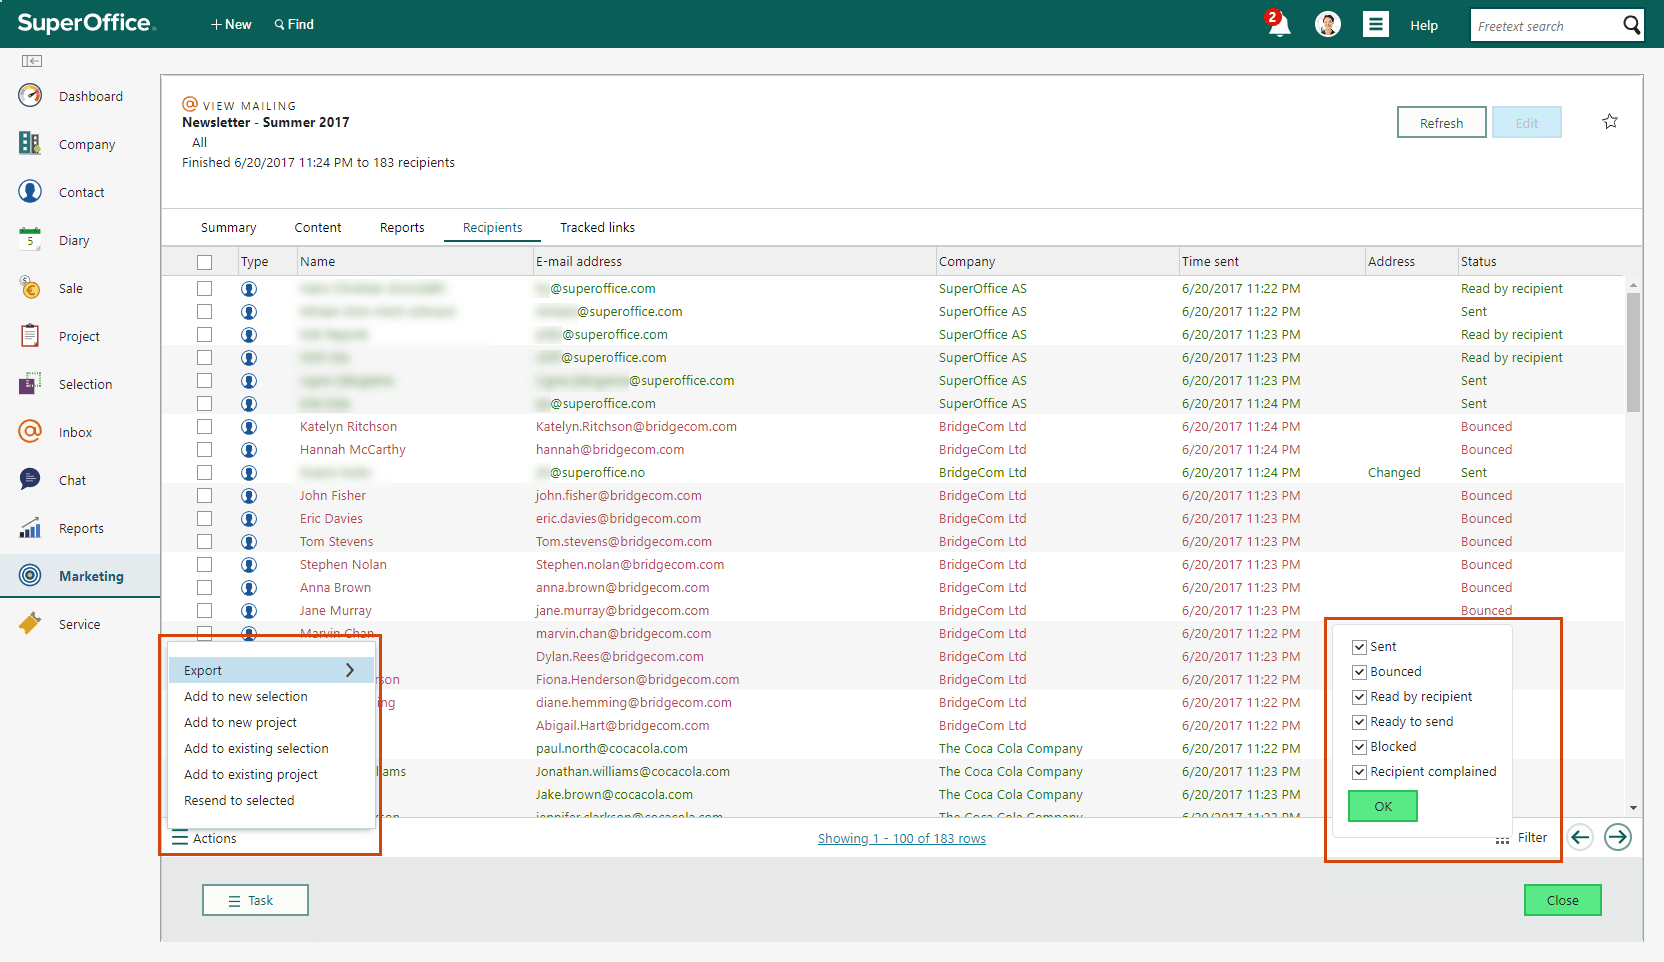 SuperOffice
+ New
Find
2
Help
Freetext search
Dashboard
Company
Contact
5
Diary
Sale
Project
Selection
Inbox
Chat
Reports
Marketing
Service
VIEW MAILING
Newsletter - Summer 2017
All
Finished 6/20/2017 11:24 PM to 183 recipients
Refresh
Edit
Summary Content Reports Recipients Tracked links
Type Name E-mail address Company Time sent Address Status
@superoffice.com SuperOffice AS 6/20/2017 11:22 PM Read by recipient
@superoffice.com SuperOffice AS 6/20/2017 11:22 PM Sent
@superoffice.com SuperOffice AS 6/20/2017 11:23 PM Read by recipient
@superoffice.com SuperOffice AS 6/20/2017 11:23 PM Read by recipient
@superoffice.com SuperOffice AS 6/20/2017 11:23 PM Sent
@superoffice.com SuperOffice AS 6/20/2017 11:24 PM Sent
Katelyn Ritchson Katelyn.Ritchson@bridgecom.com BridgeCom Ltd 6/20/2017 11:24 PM Bounced
Hannah McCarthy hannah@bridgecom.com BridgeCom Ltd 6/20/2017 11:24 PM Bounced
@superoffice.no BridgeCom Ltd 6/20/2017 11:24 PM Changed Sent
John Fisher john.fisher@bridgecom.com BridgeCom Ltd 6/20/2017 11:23 PM Bounced
Eric Davies eric.davies@bridgecom.com BridgeCom Ltd 6/20/2017 11:23 PM Bounced
Tom Stevens Tom.stevens@bridgecom.com BridgeCom Ltd 6/20/2017 11:23 PM Bounced
Stephen Nolan Stephen.nolan@bridgecom.com BridgeCom Ltd 6/20/2017 11:23 PM Bounced
Anna Brown anna.brown@bridgecom.com BridgeCom Ltd 6/20/2017 11:23 PM Bounced
Jane Murray jane.murray@bridgecom.com BridgeCom Ltd 6/20/2017 11:22 PM Bounced
Marvin Chan marvin.chan@bridgecom.com BridgeCom Ltd 6/20/2017 11:22 PM
Dylan.Rees@bridgecom.com BridgeCom Ltd 6/20/2017 11:23 PM
rson Fiona.Henderson@bridgecom.com BridgeCom Ltd 6/20/2017 11:22 PM
ing diane.hemming@bridgecom.com BridgeCom Ltd 6/20/2017 11:22 PM
Abigail.Hart@bridgecom.com BridgeCom Ltd 6/20/2017 11:22 PM
paul.north@cocacola.com The Coca Cola Company 6/20/2017 11:22 PM
iams Jonathan.williams@cocacola.com The Coca Cola Company 6/20/2017 11:23 PM
Jake.brown@cocacola.com The Coca Cola Company 6/20/2017 11:23 PM
son jennifer.clarkson@cocacola.com The Coca Cola Company 6/20/2017 11:22 PM
Export
Add to new selection
Add to new project
Add to existing selection
Add to existing project
Resend to selected
Actions
Sent
Bounced
Read by recipient
Ready to send
Blocked
Recipient complained
OK
Showing 1 - 100 of 183 rows
Filter
Task
Close